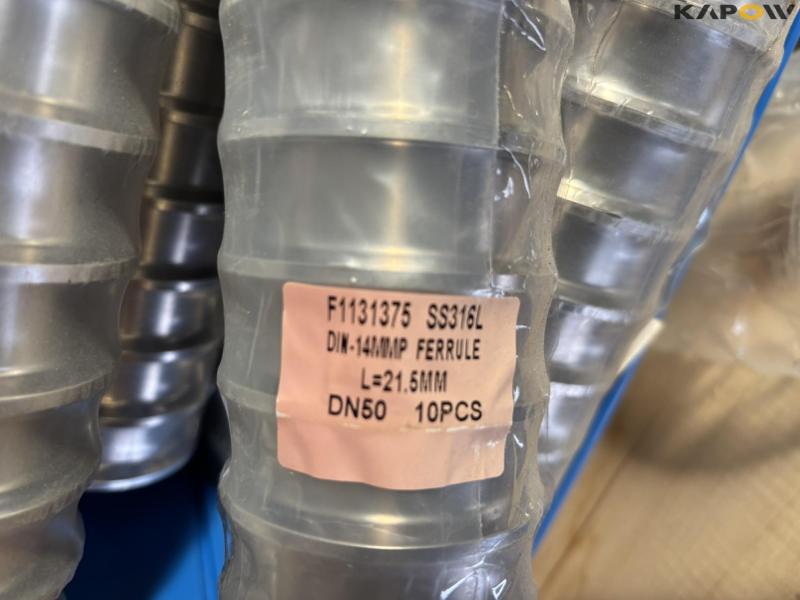 KAPOW
F1131375 SS316L
DIN-14MMP FERRULE
L=21.5MM
DN50 10PCS